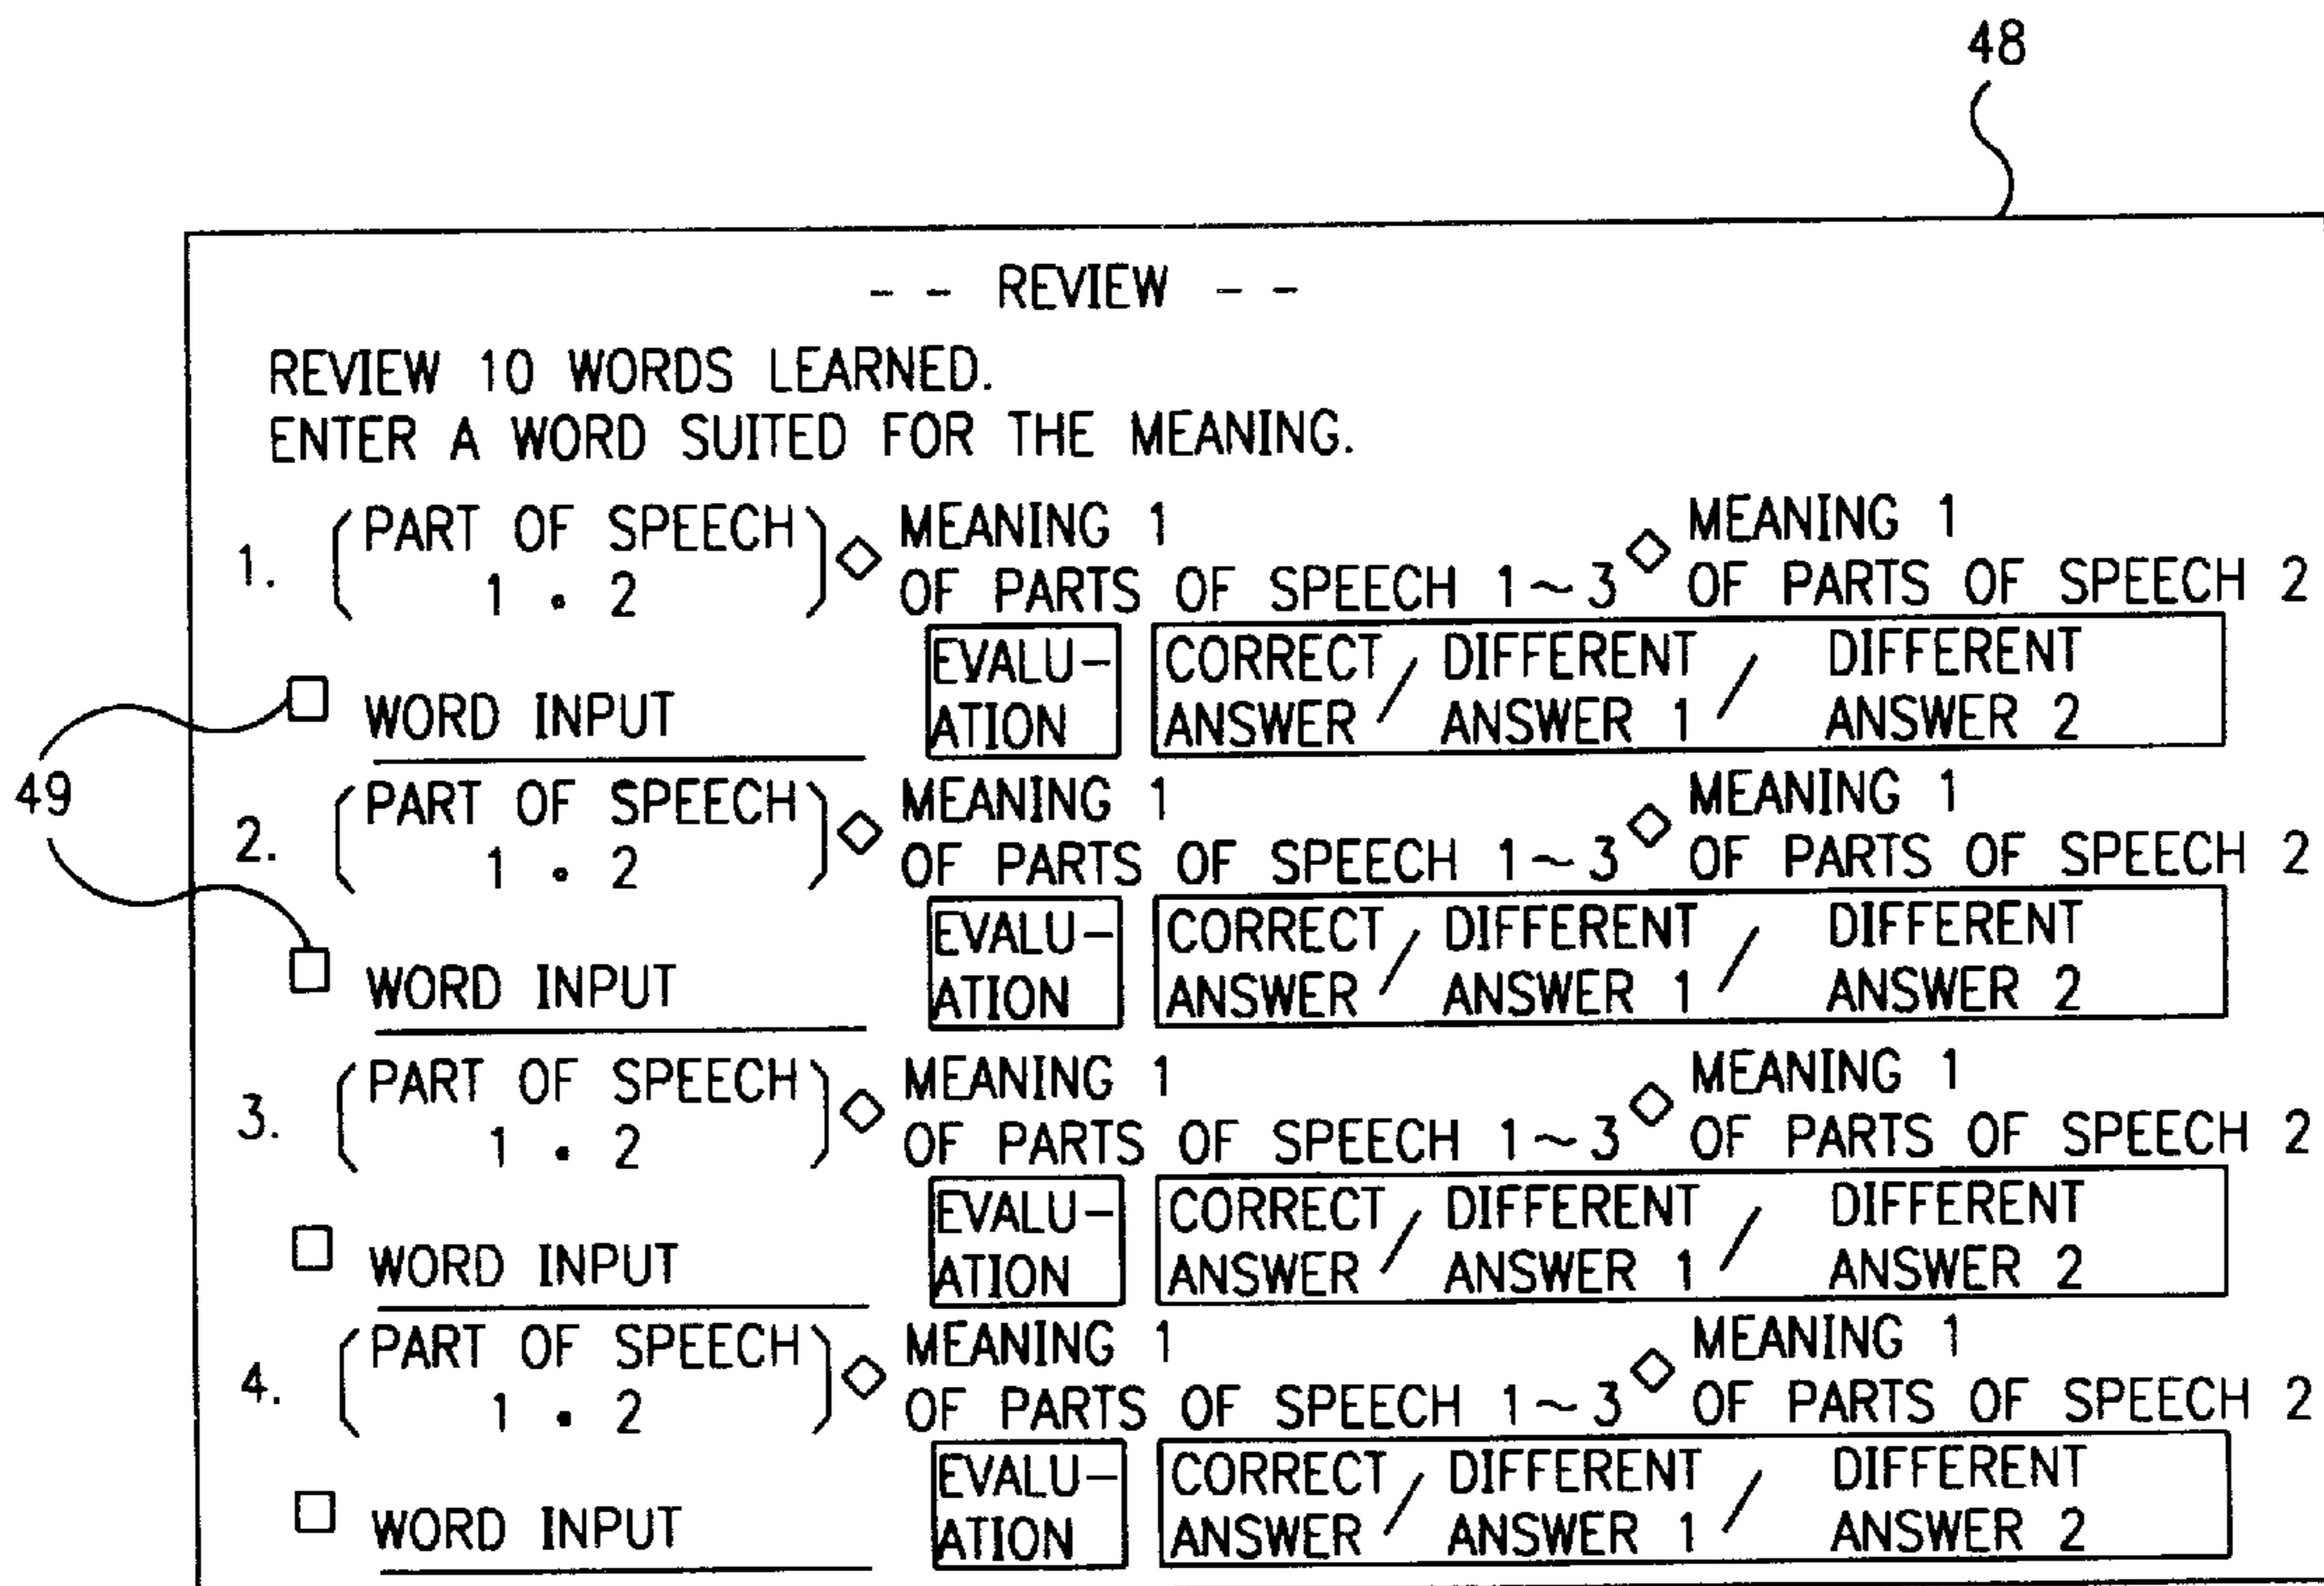 48
- - REVIEW - -
REVIEW 10 WORDS LEARNED.
ENTER A WORD SUITED FOR THE MEANING.
1. (PART OF SPEECH 1 • 2) ◇ MEANING 1 OF PARTS OF SPEECH 1~3 ◇ MEANING 1 OF PARTS OF SPEECH 2
□ WORD INPUT
EVALU-
ATION
CORRECT / DIFFERENT / DIFFERENT
ANSWER / ANSWER 1 / ANSWER 2
49
2. (PART OF SPEECH 1 • 2) ◇ MEANING 1 OF PARTS OF SPEECH 1~3 ◇ MEANING 1 OF PARTS OF SPEECH 2
□ WORD INPUT
EVALU-
ATION
CORRECT / DIFFERENT / DIFFERENT
ANSWER / ANSWER 1 / ANSWER 2
3. (PART OF SPEECH 1 • 2) ◇ MEANING 1 OF PARTS OF SPEECH 1~3 ◇ MEANING 1 OF PARTS OF SPEECH 2
□ WORD INPUT
EVALU-
ATION
CORRECT / DIFFERENT / DIFFERENT
ANSWER / ANSWER 1 / ANSWER 2
4. (PART OF SPEECH 1 • 2) ◇ MEANING 1 OF PARTS OF SPEECH 1~3 ◇ MEANING 1 OF PARTS OF SPEECH 2
□ WORD INPUT
EVALU-
ATION
CORRECT / DIFFERENT / DIFFERENT
ANSWER / ANSWER 1 / ANSWER 2